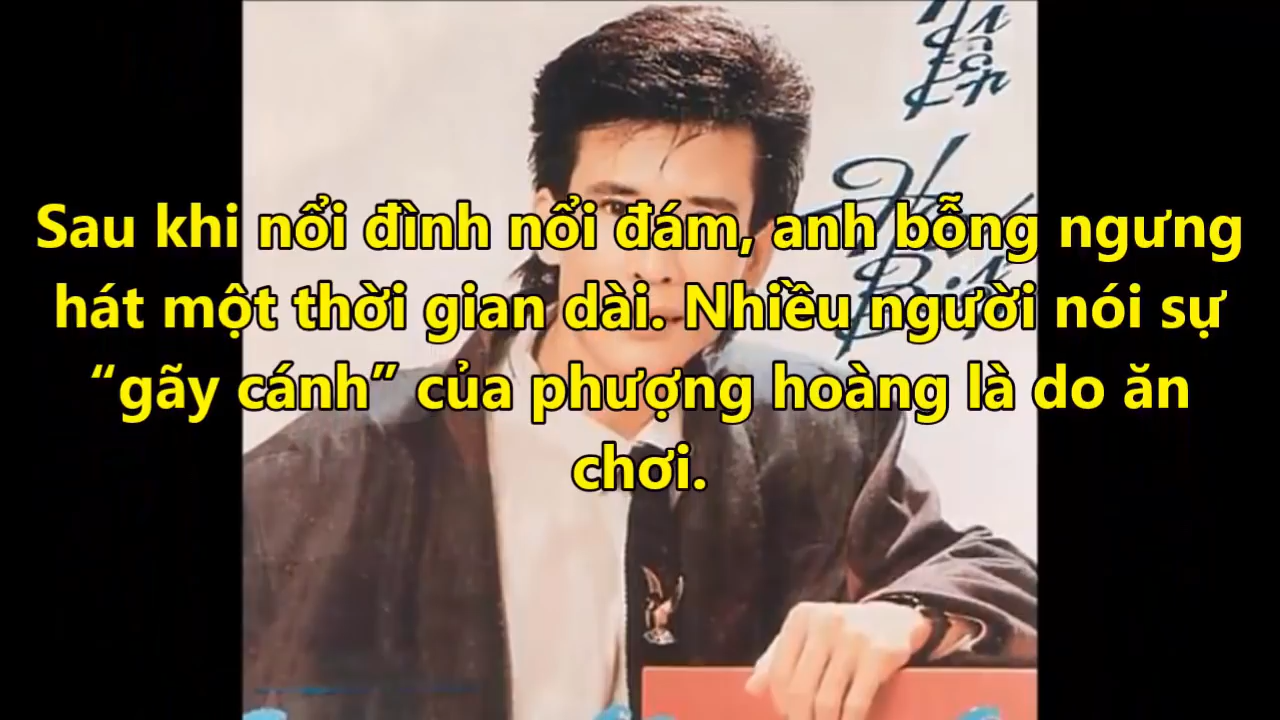 Sau khi nổi đình nổi đám, anh bỗng ngưng
hát một thời gian dài. Nhiều người nói sự
“gãy cánh” của phượng hoàng là do ăn
chơi.